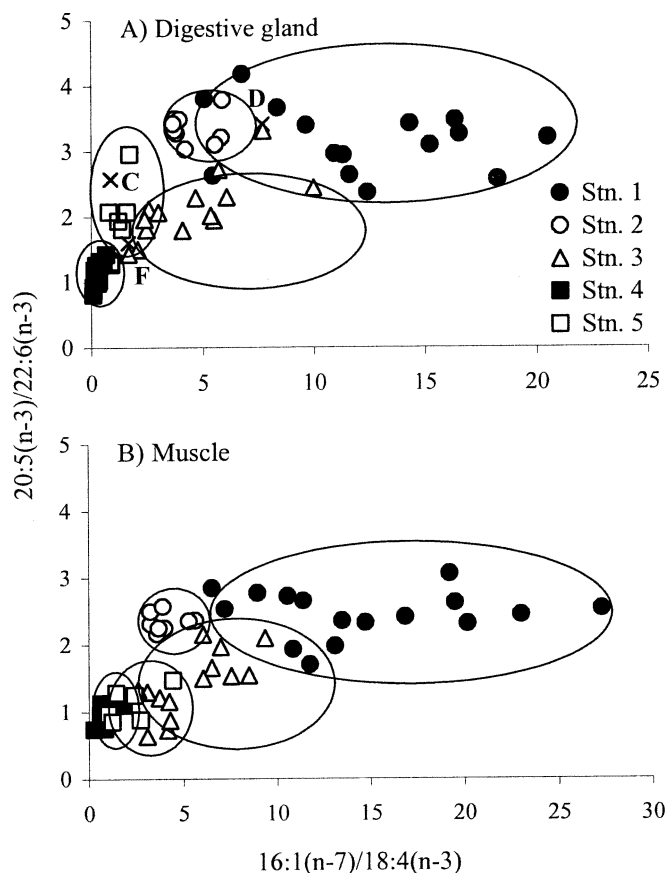 A) Digestive gland
5
4
3
2
1
0
D
C
F
Stn. 1
Stn. 2
Stn. 3
Stn. 4
Stn. 5
0
5
10
15
20
25
20:5(n-3)/22:6(n-3)
B) Muscle
5
4
3
2
1
0
0
5
10
15
20
25
30
16:1(n-7)/18:4(n-3)